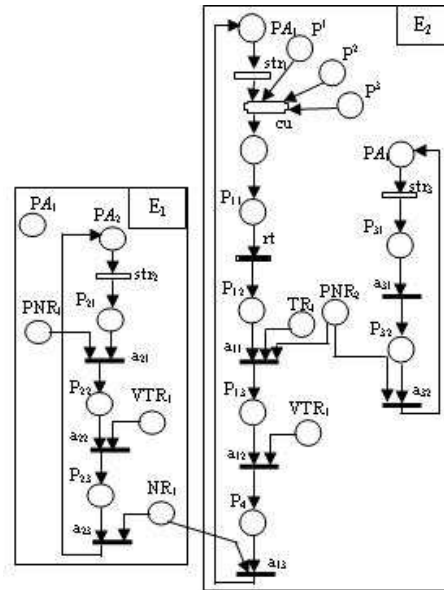 PA₁ P¹ E₂
str₁
P²
P³
cu
PA₁
str₃
PA₁ PA₂ E₁
P₁₁
P₃₁
rt
str₂
P₂₁
PNR₁
P₁₂ TR₁ PNR₂
a₃₁
P₃₂
a₂₁
a₁₁
P₂₂ VTR₁
P₁₃ VTR₁
a₃₂
a₂₂
a₁₂
P₂₃ NR₁
P₄
a₂₃
a₁₃